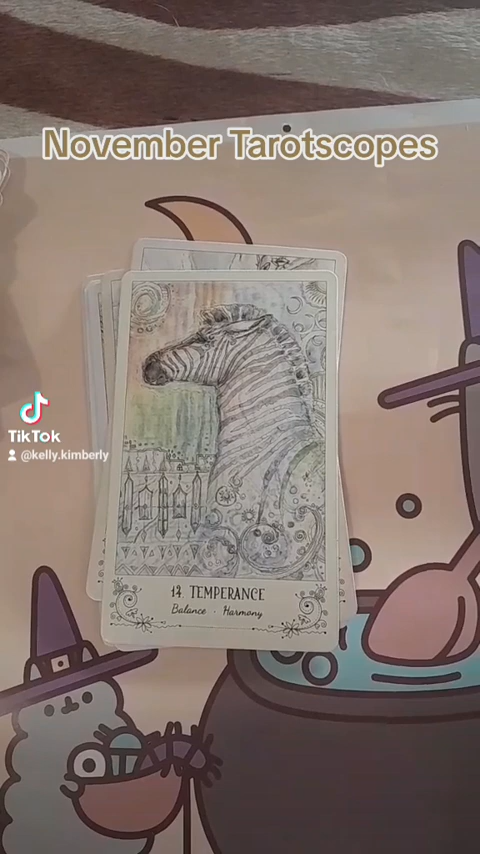 November Tarotscopes
TikTok
@kelly.kimberly
14. TEMPERANCE
Balance · Harmony